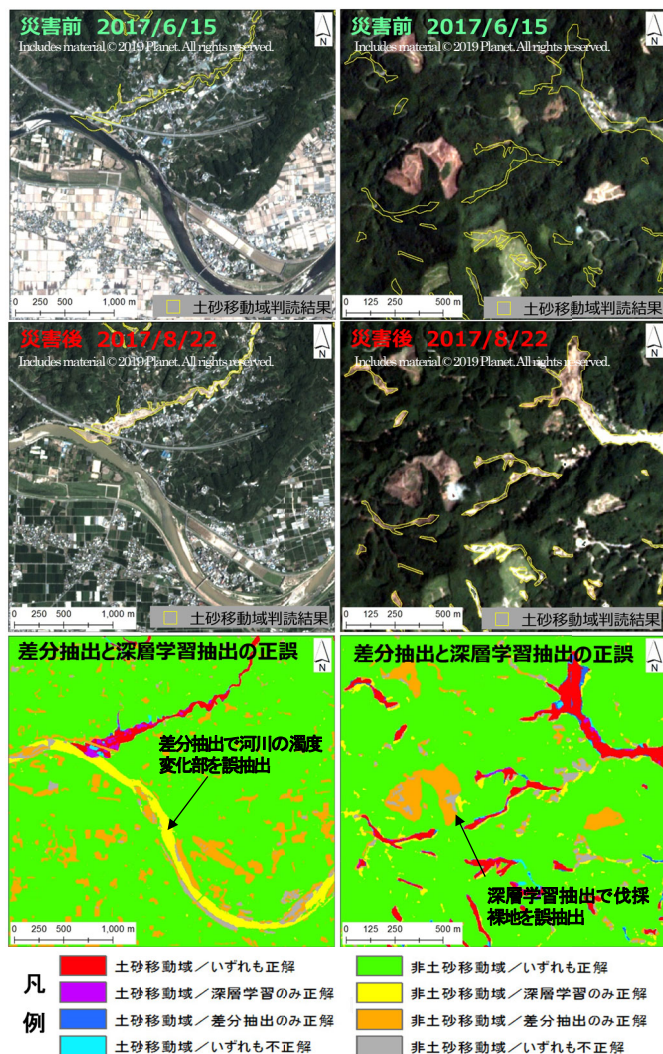 災害前 2017/6/15
Includes material © 2019 Planet. All rights reserved.
N
0 250 500 1,000 m
土砂移動域判読結果
災害前 2017/6/15
Includes material © 2019 Planet. All rights reserved.
N
0 125 250 500 m
土砂移動域判読結果
災害後 2017/8/22
Includes material © 2019 Planet. All rights reserved.
N
0 250 500 1,000 m
土砂移動域判読結果
災害後 2017/8/22
Includes material © 2019 Planet. All rights reserved.
N
0 125 250 500 m
土砂移動域判読結果
差分抽出と深層学習抽出の正誤
N
差分抽出で河川の濁度
変化部を誤抽出
0 250 500 1,000 m
差分抽出と深層学習抽出の正誤
N
深層学習抽出で伐採
裸地を誤抽出
0 125 250 500 m
凡
例
土砂移動域／いずれも正解
土砂移動域／深層学習のみ正解
土砂移動域／差分抽出のみ正解
土砂移動域／いずれも不正解
非土砂移動域／いずれも正解
非土砂移動域／深層学習のみ正解
非土砂移動域／差分抽出のみ正解
非土砂移動域／いずれも不正解